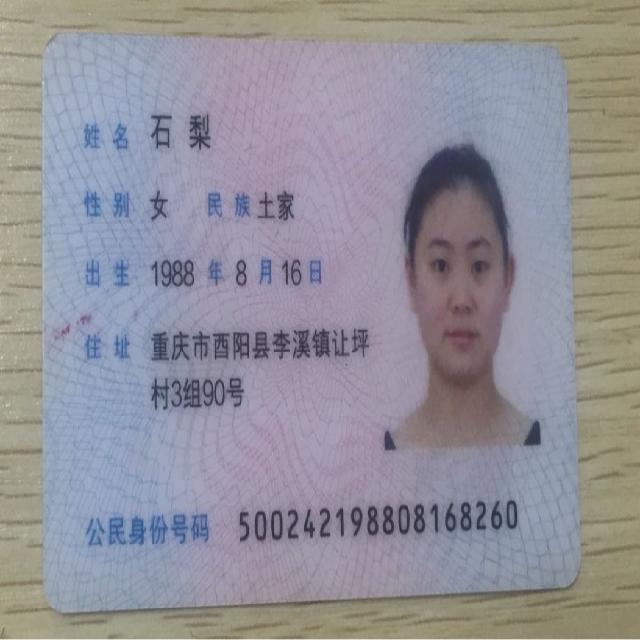 姓名 石梨
性别 女 民族 土家
出生 1988 年 8 月 16 日
住址 重庆市酉阳县李溪镇让坪
村3组90号
公民身份号码 500242198808168260